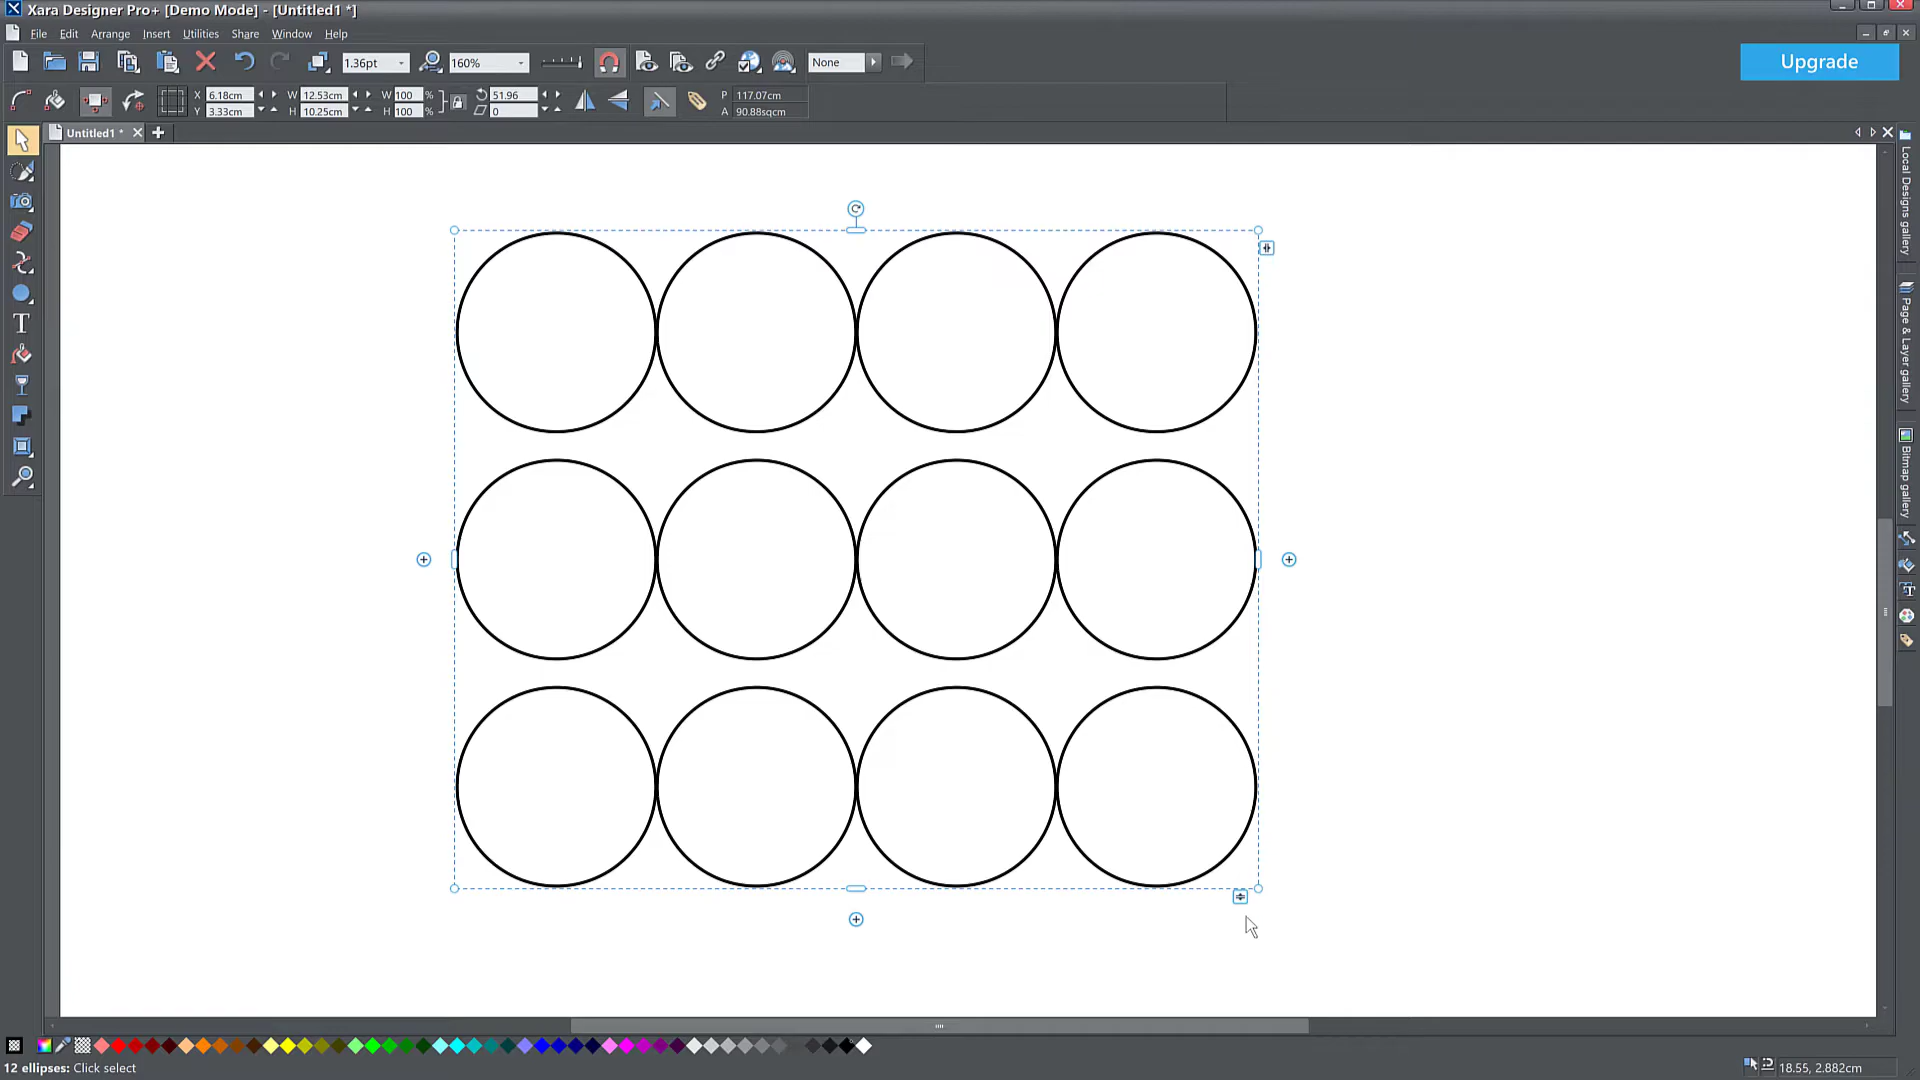 Xara Designer Pro+ [Demo Mode] - [Untitled1 *]
File Edit Arrange Insert Utilities Share Window Help
1.36pt 160% None
Upgrade
X 6.18cm W 12.53cm W 100 % 51.96 P 117.07cm
Y 3.33cm H 10.25cm H 100 % 0 A 90.88sqcm
Untitled1 *
Local Designs gallery
Page & Layer gallery
Bitmap gallery
12 ellipses: Click select
18.55, 2.882cm